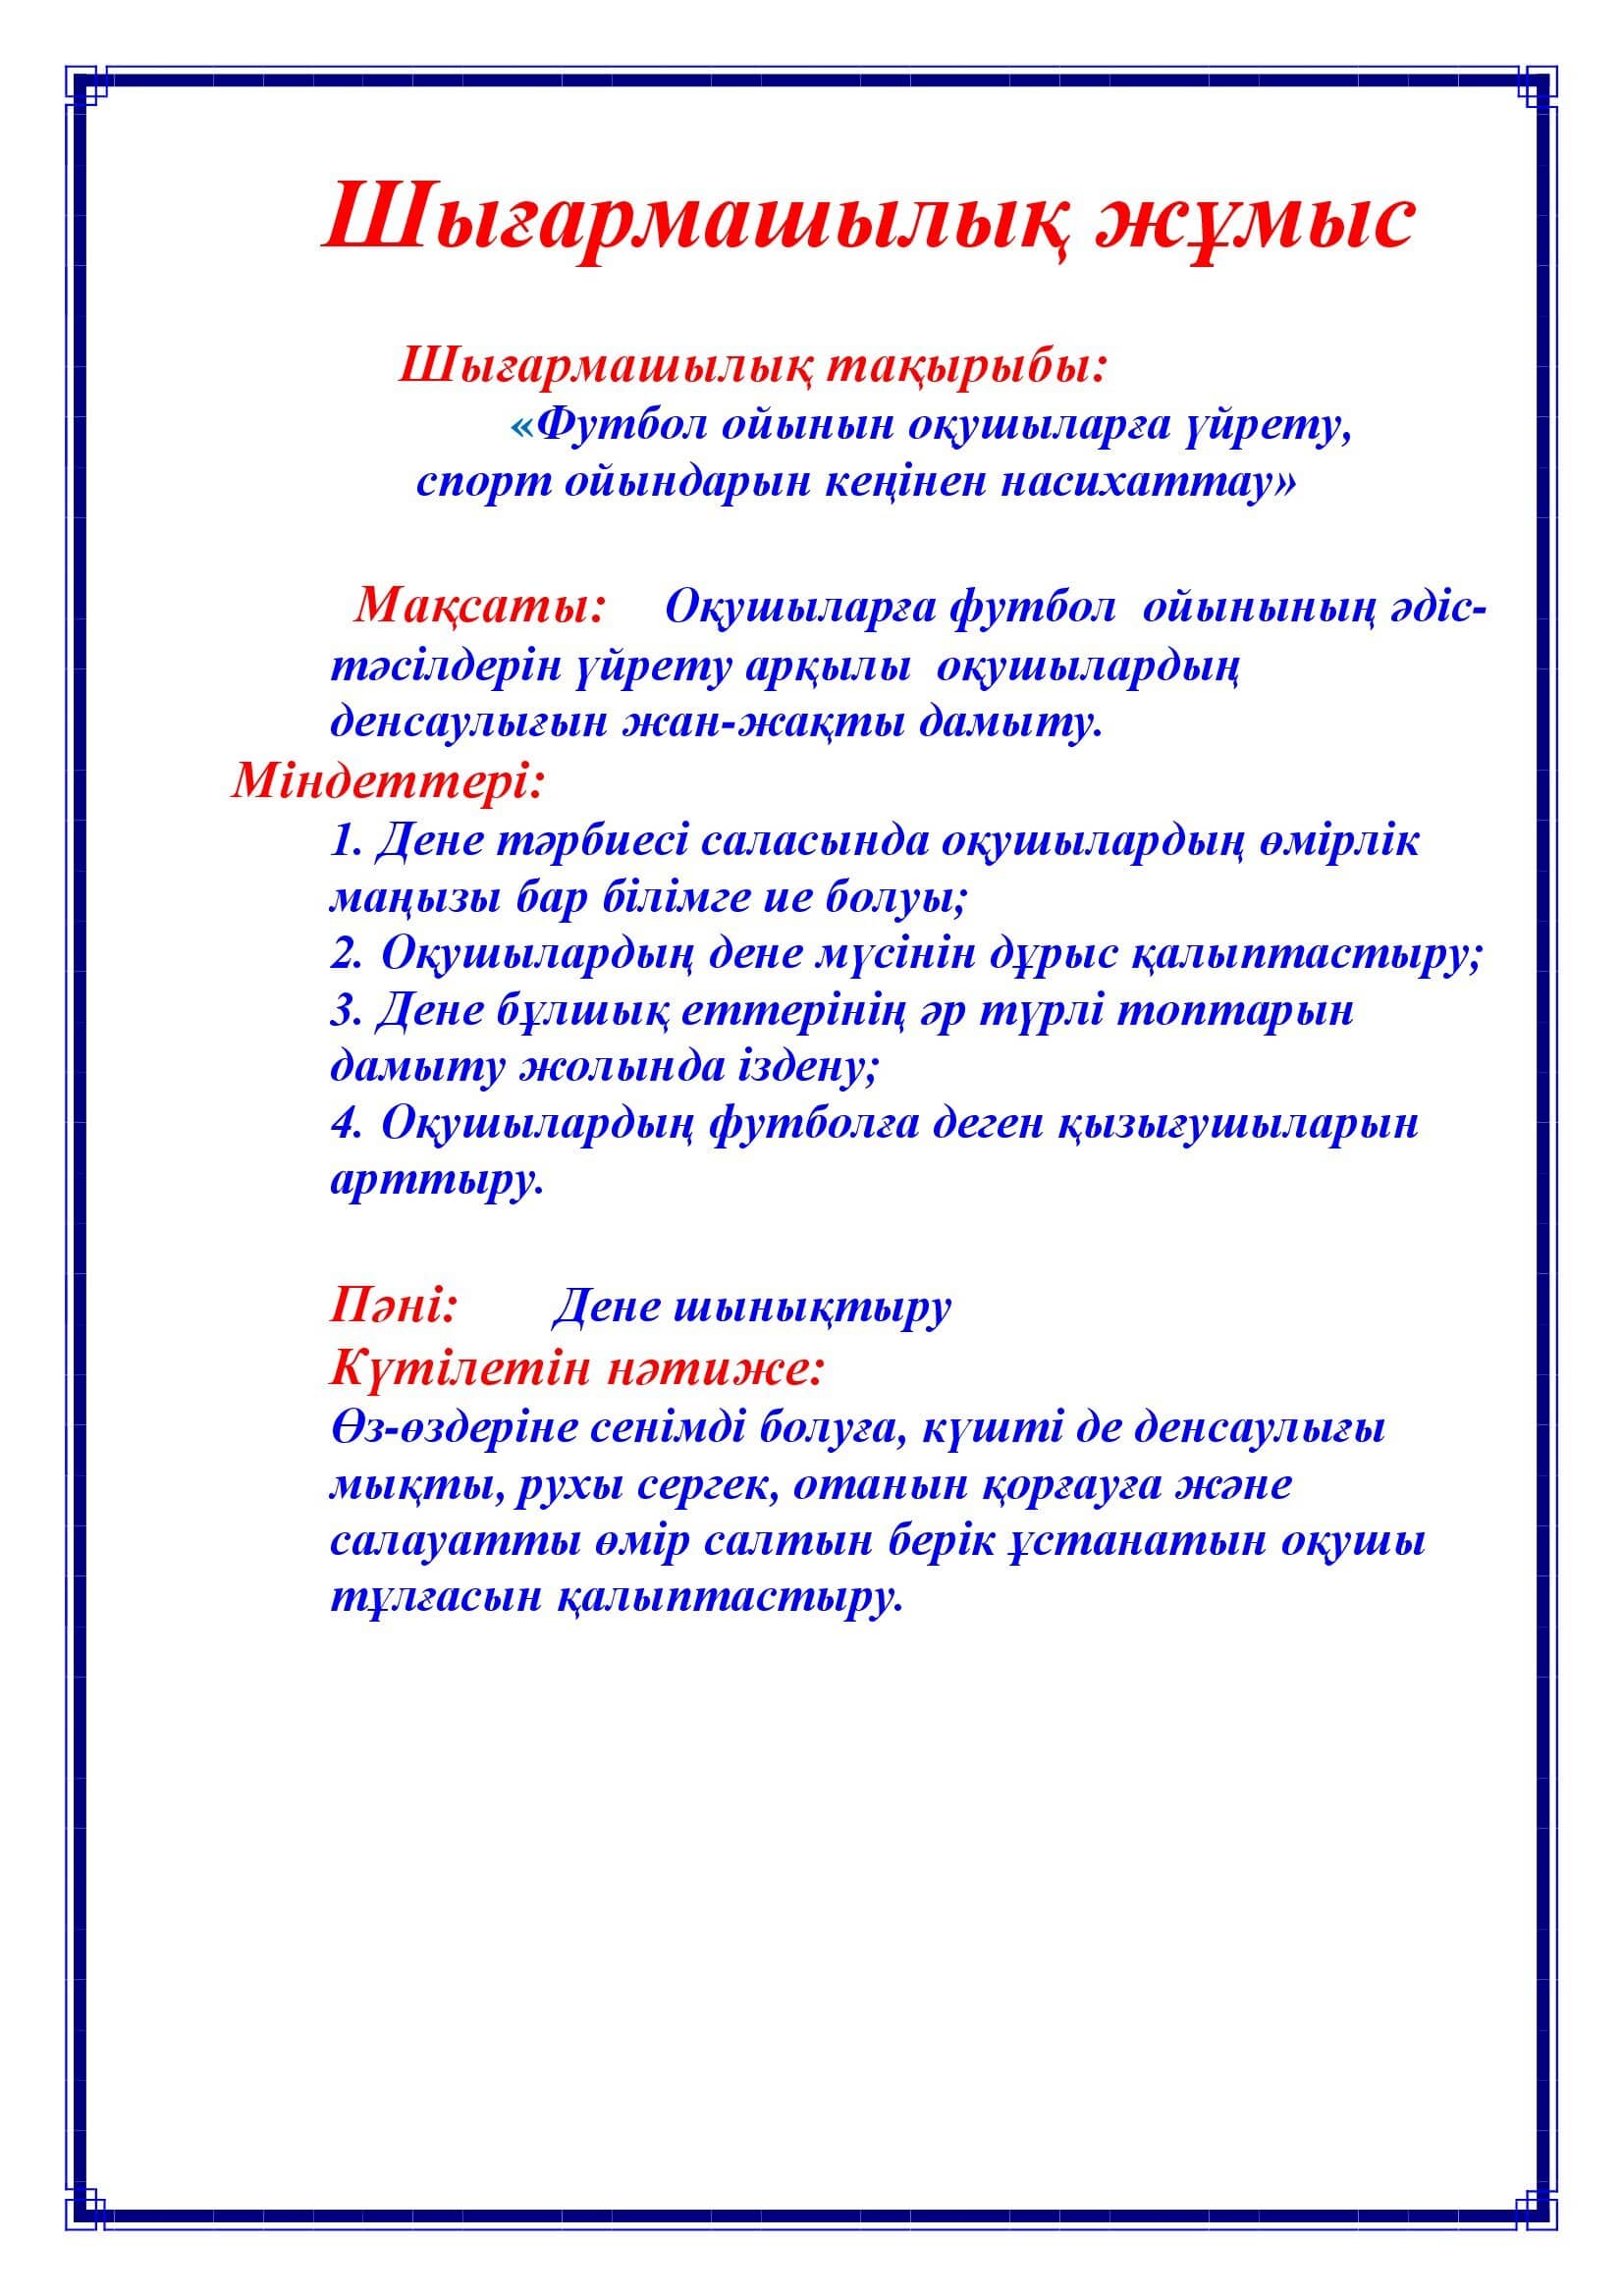 Шығармашылық жұмыс
Шығармашылық тақырыбы:
«Футбол ойынын оқушыларға үйрету,
спорт ойындарын кеңінен насихаттау»
Мақсаты: Оқушыларға футбол ойынының әдіс-
тәсілдерін үйрету арқылы оқушылардың
денсаулығын жан-жақты дамыту.
Міндеттері:
1. Дене тәрбиесі саласында оқушылардың өмірлік
маңызы бар білімге ие болуы;
2. Оқушылардың дене мүсінін дұрыс қалыптастыру;
3. Дене бұлшық еттерінің әр түрлі топтарын
дамыту жолында іздену;
4. Оқушылардың футболға деген қызығушыларын
арттыру.
Пәні: Дене шынықтыру
Күтілетін нәтиже:
Өз-өздеріне сенімді болуға, күшті де денсаулығы
мықты, рухы сергек, отанын қорғауға және
салауатты өмір салтын берік ұстанатын оқушы
тұлғасын қалыптастыру.